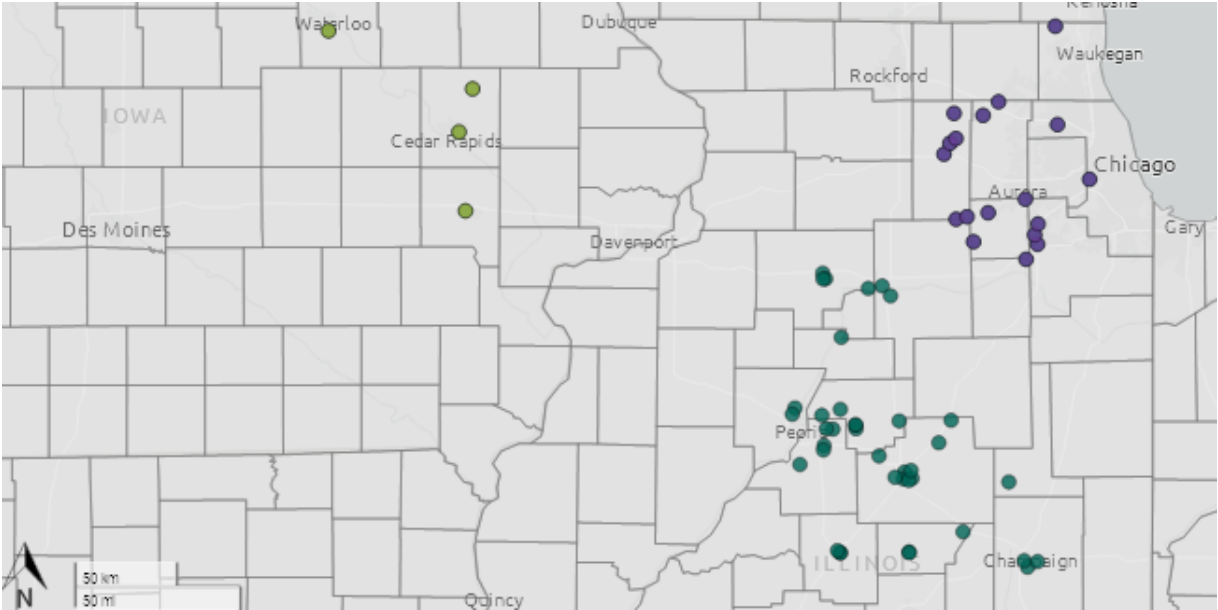 Kenosha
Waterloo
Dubuque
Waukegan
Rockford
IOWA
Cedar Rapids
Chicago
Aurora
Des Moines
Davenport
Gary
Peoria
ILLINOIS
Champaign
50 km
50 mi
N
Quincy